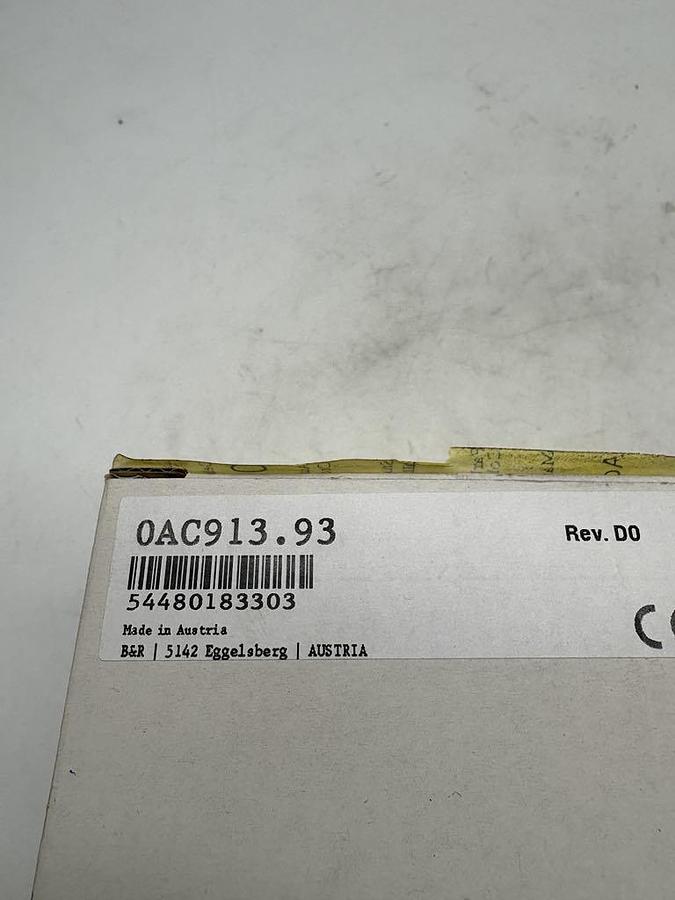 0AC913.93
Rev. D0
54480183303
Made in Austria
B&R | 5142 Eggelsberg | AUSTRIA